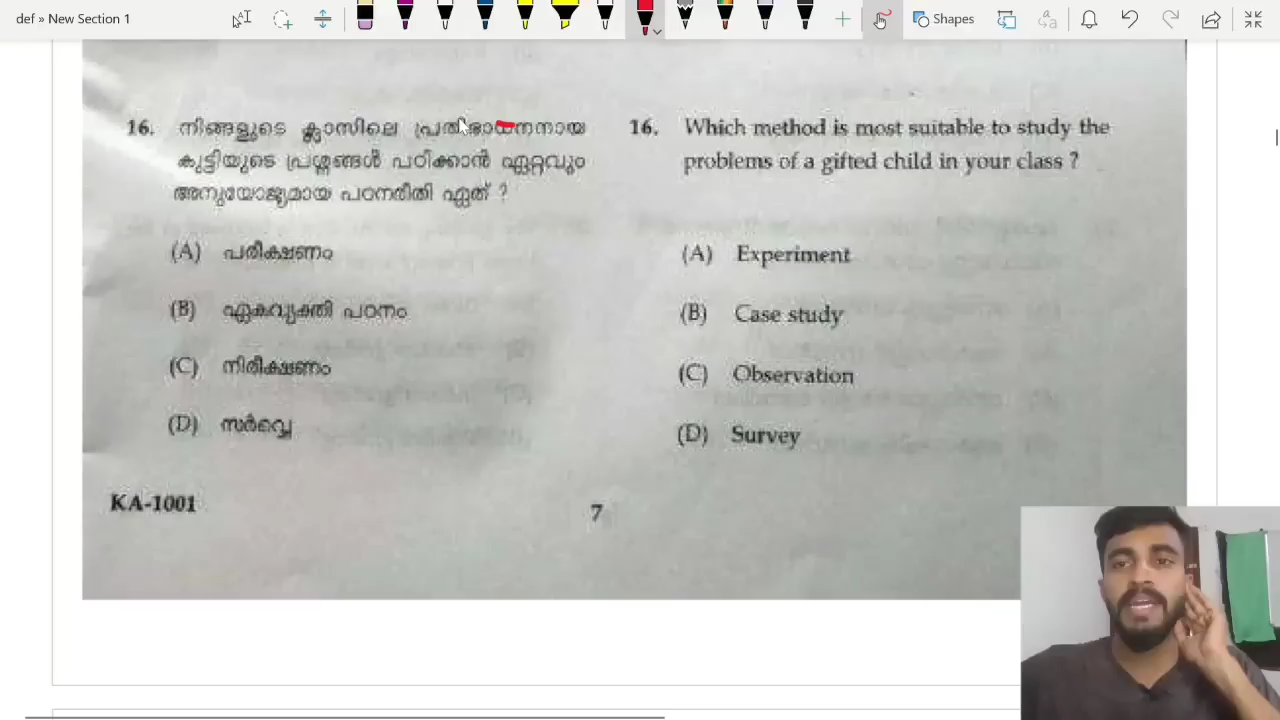 def » New Section 1
Shapes
16. നിങ്ങളുടെ ക്ലാസിലെ പ്രതിഭാധനനായ
കുട്ടിയുടെ പ്രശ്നങ്ങൾ പഠിക്കാൻ ഏറ്റവും
അനുയോജ്യമായ പഠനരീതി ഏത് ?
(A) പരീക്ഷണം
(B) ഏകവ്യക്തി പഠനം
(C) നിരീക്ഷണം
(D) സർവ്വെ
16. Which method is most suitable to study the
problems of a gifted child in your class ?
(A) Experiment
(B) Case study
(C) Observation
(D) Survey
KA-1001
7